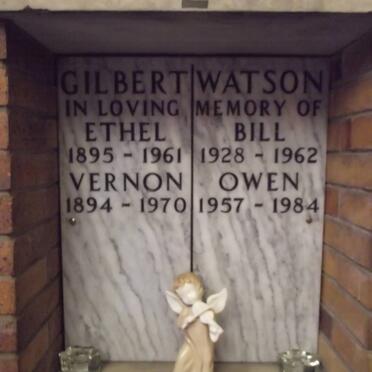 GILBERT WATSON
IN LOVING MEMORY OF
ETHEL BILL
1895 - 1961 1928 - 1962
VERNON OWEN
1894 - 1970 1957 - 1984